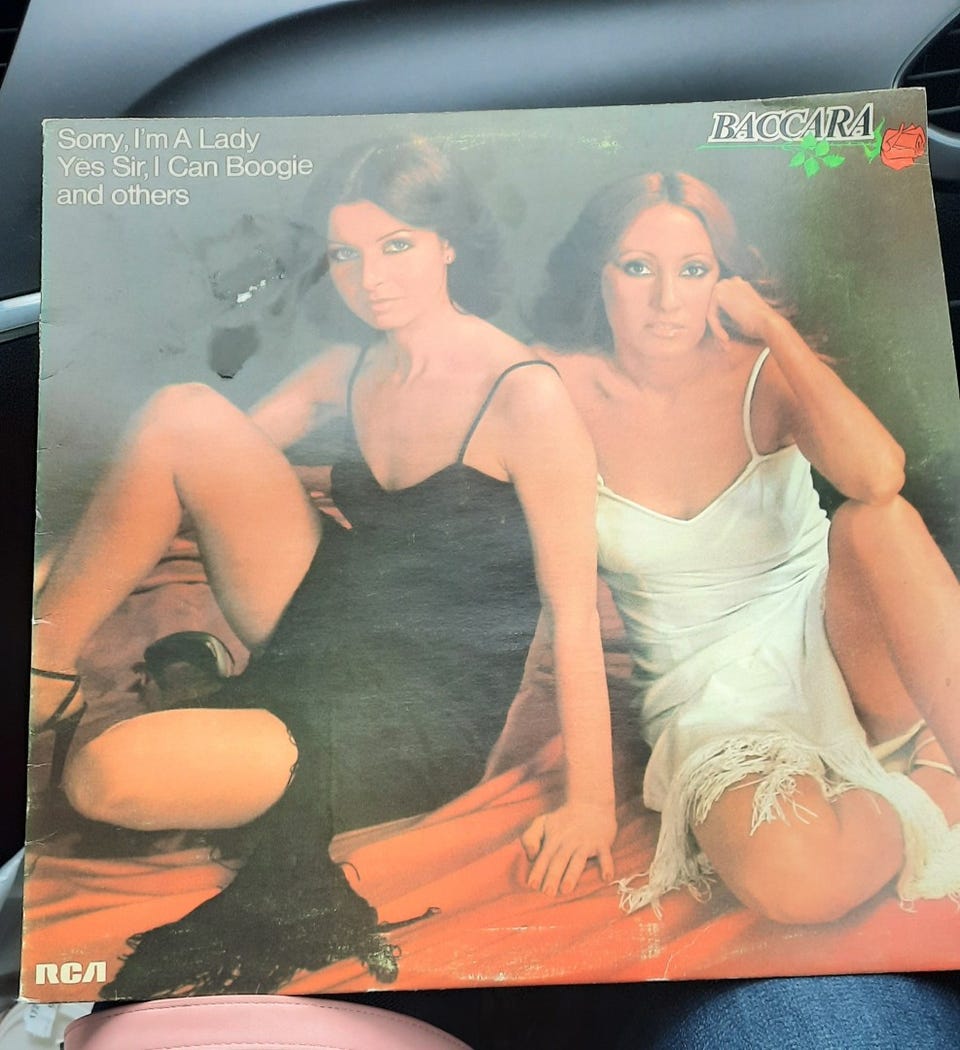 Sorry, I'm A Lady
Yes Sir, I Can Boogie
and others
BACCARA
RCA